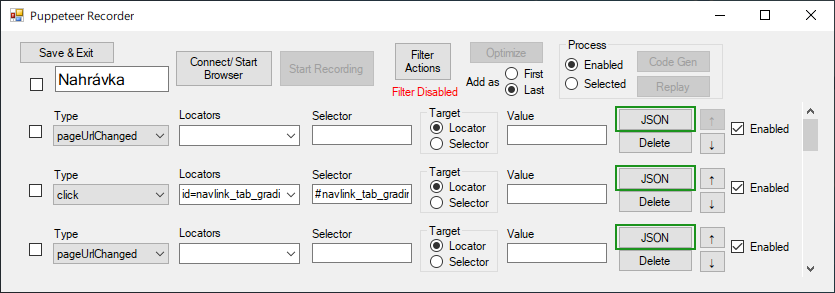 Puppeteer Recorder
Save & Exit
Nahrávka
Connect/ Start
Browser
Start Recording
Filter
Actions
Filter Disabled
Optimize
Add as
First
Last
Process
Enabled
Selected
Code Gen
Replay
Type
Locators
Selector
Target
Value
pageUrlChanged
Locator
Selector
JSON
Delete
↑
↓
Enabled
Type
Locators
Selector
Target
Value
click
id=navlink_tab_gradi
#navlink_tab_gradir
Locator
Selector
JSON
Delete
↑
↓
Enabled
Type
Locators
Selector
Target
Value
pageUrlChanged
Locator
Selector
JSON
Delete
↑
↓
Enabled